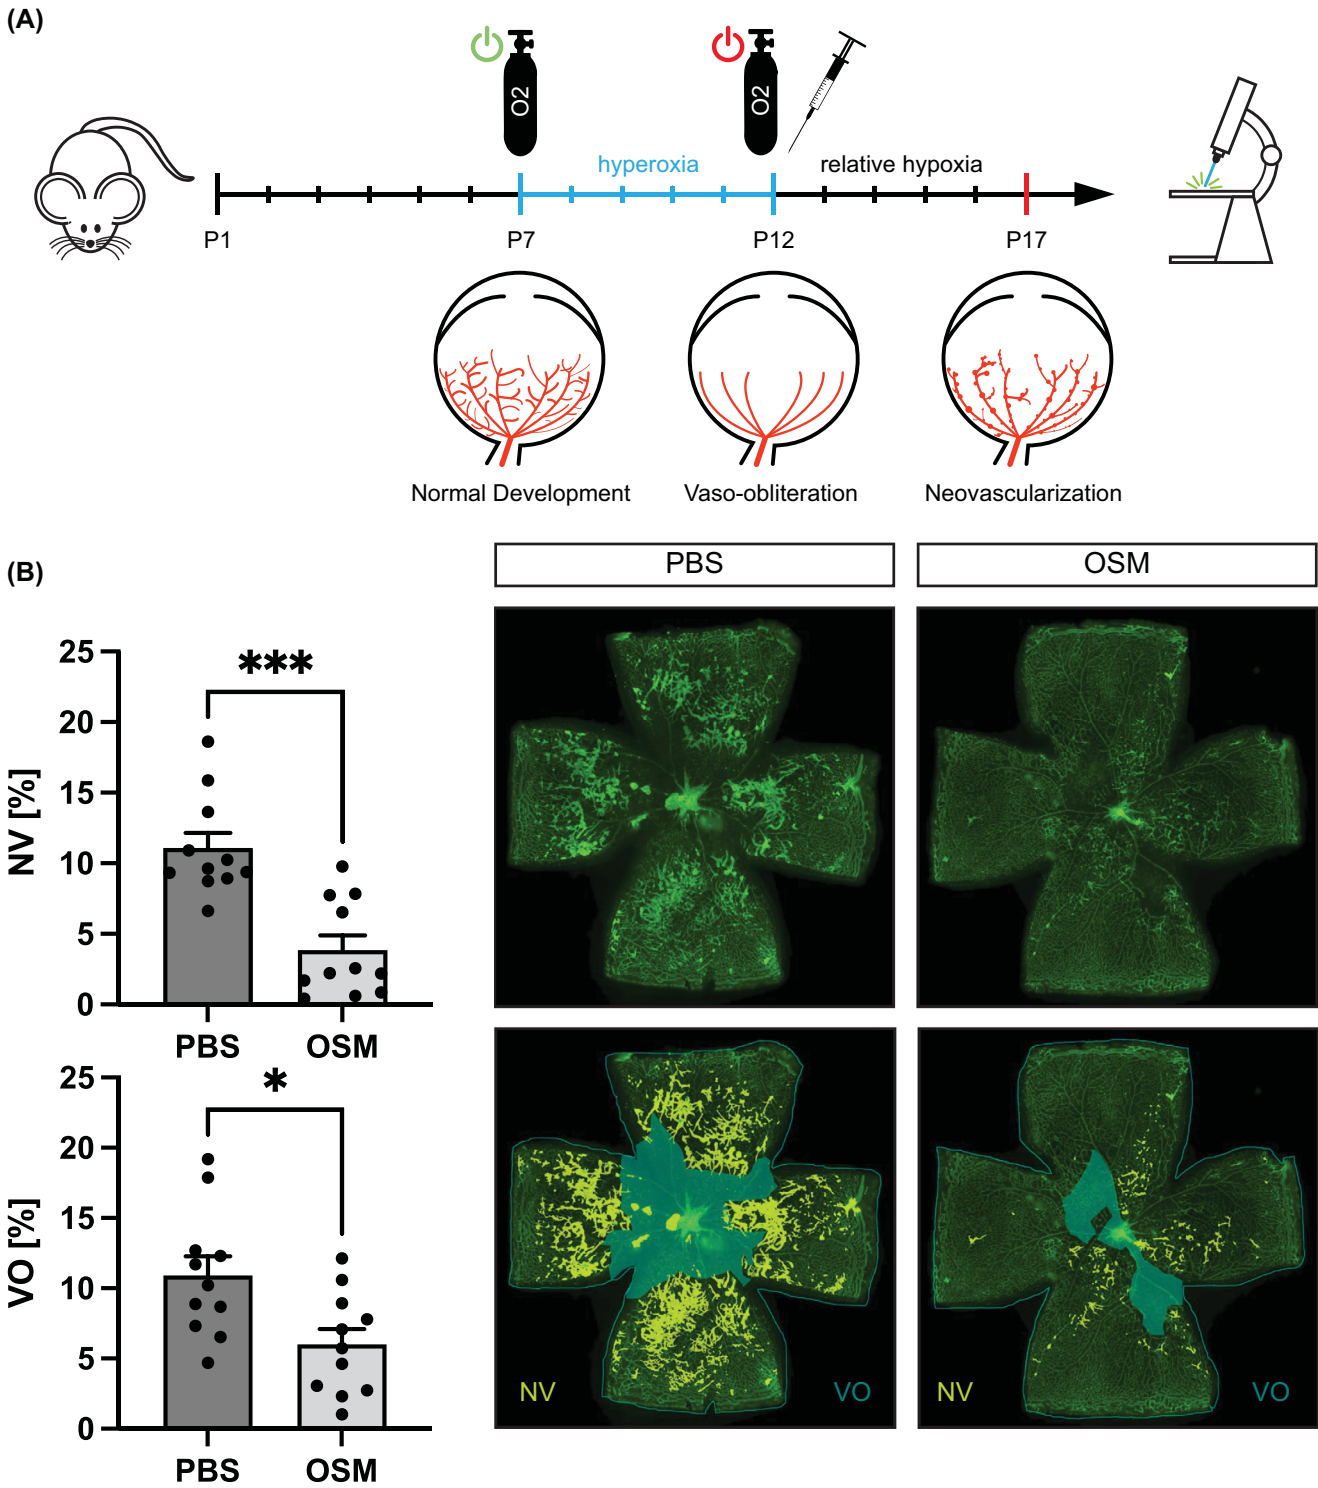 (A)
O2
O2
hyperoxia
relative hypoxia
P1
P7
P12
P17
Normal Development
Vaso-obliteration
Neovascularization
(B)
PBS
OSM
NV [%]
25
20
15
10
5
0
***
PBS
OSM
VO [%]
25
20
15
10
5
0
*
PBS
OSM
NV
VO
NV
VO